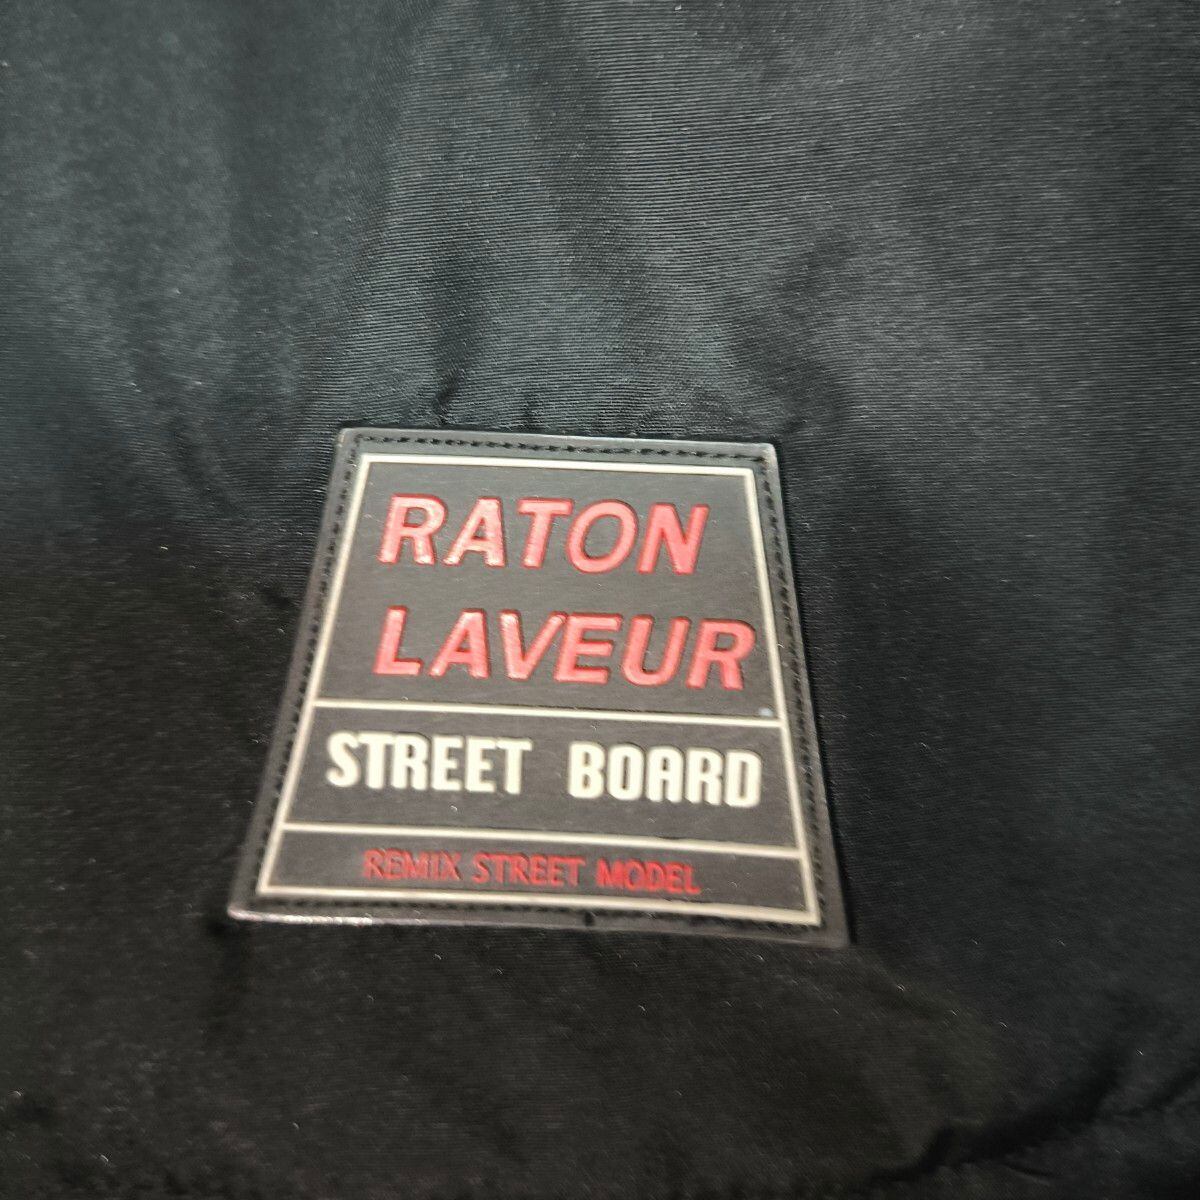 RATON
LAVEUR
STREET BOARD
REMIX STREET MODEL